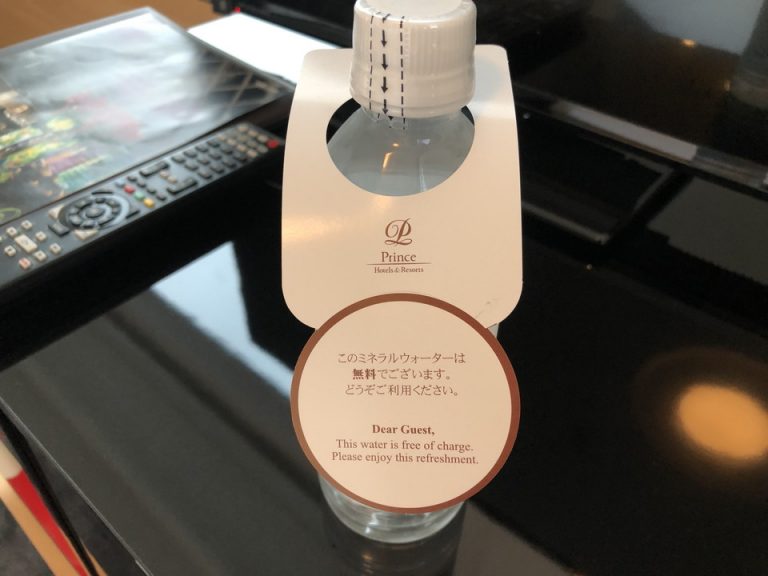 Prince
Hotels & Resorts
このミネラルウォーターは
無料でございます。
どうぞご利用ください。
Dear Guest,
This water is free of charge.
Please enjoy this refreshment.